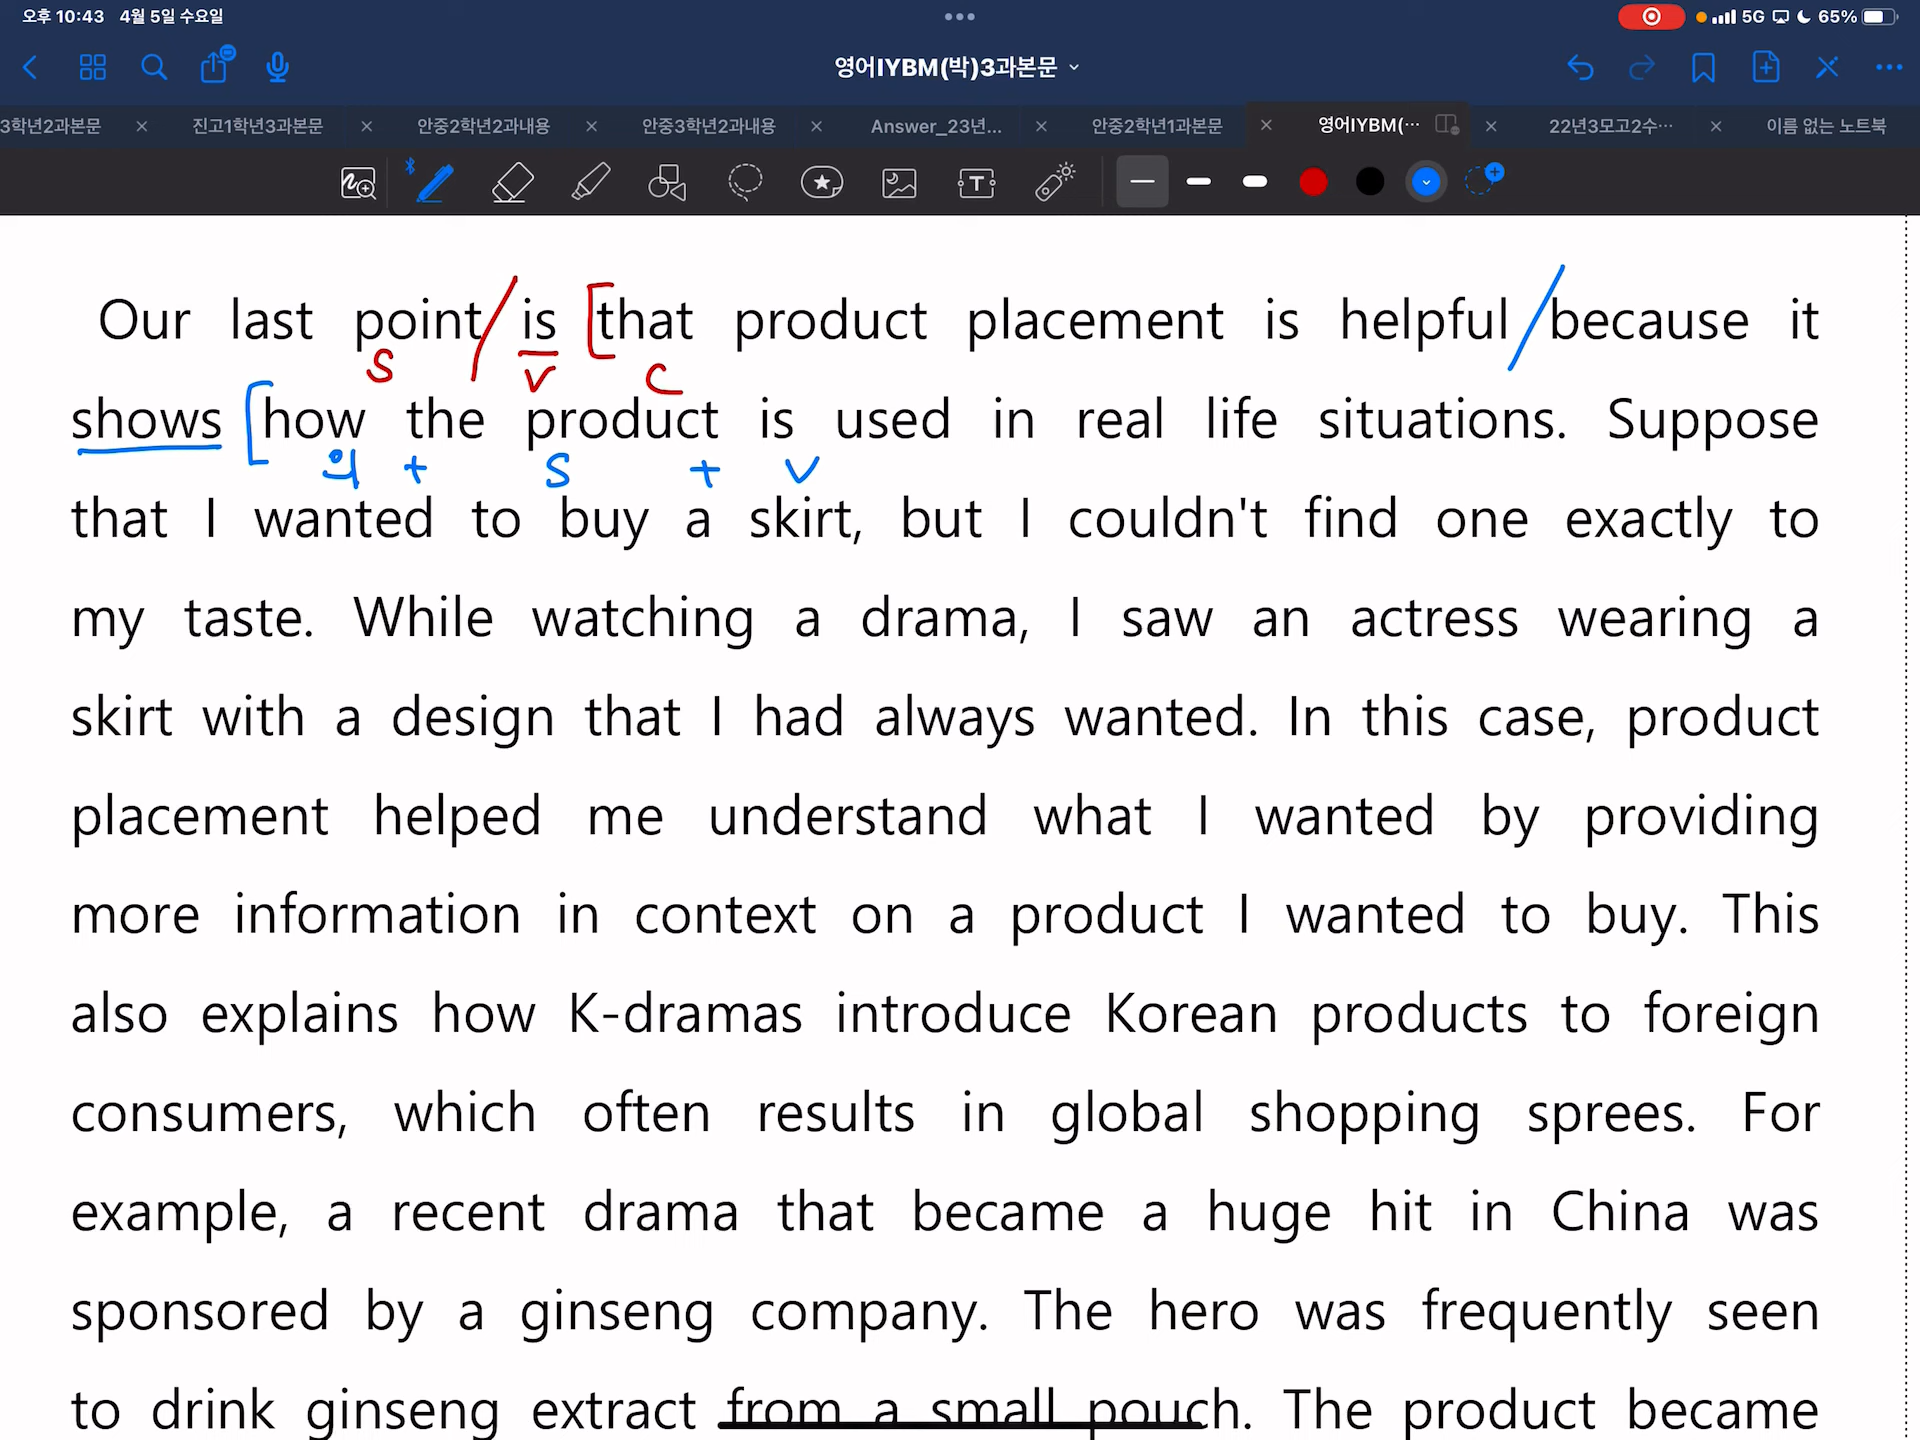 오후 10:43 4월 5일 수요일
5G 65%
영어IYBM(박)3과본문
3학년2과본문 진고1학년3과본문 안중2학년2과내용 안중3학년2과내용 Answer_23년... 안중2학년1과본문 영어IYBM(... 22년3모고2수... 이름 없는 노트북
Our last point is that product placement is helpful because it
S V C
shows how the product is used in real life situations. Suppose
의 + S + V
that I wanted to buy a skirt, but I couldn't find one exactly to
my taste. While watching a drama, I saw an actress wearing a
skirt with a design that I had always wanted. In this case, product
placement helped me understand what I wanted by providing
more information in context on a product I wanted to buy. This
also explains how K-dramas introduce Korean products to foreign
consumers, which often results in global shopping sprees. For
example, a recent drama that became a huge hit in China was
sponsored by a ginseng company. The hero was frequently seen
to drink ginseng extract from a small pouch. The product became